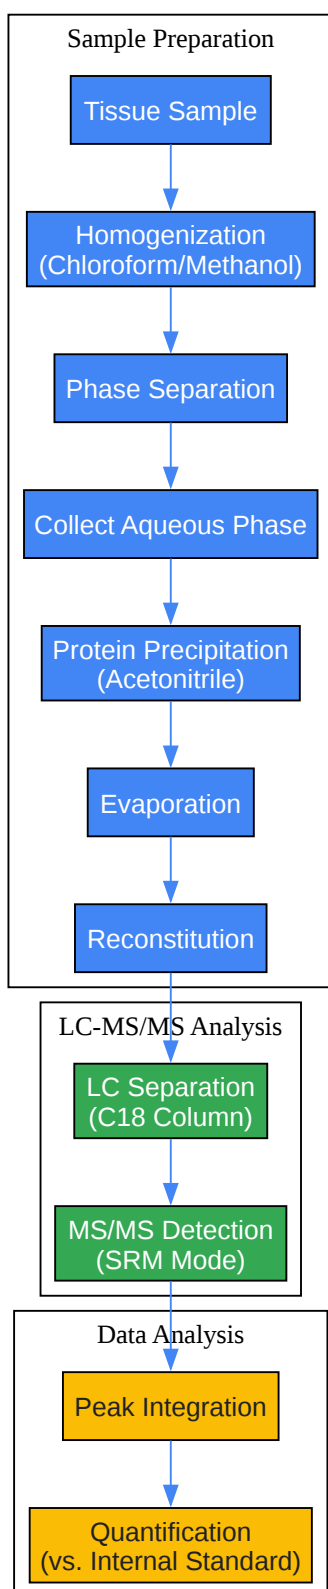 Sample Preparation
Tissue Sample
Homogenization
(Chloroform/Methanol)
Phase Separation
Collect Aqueous Phase
Protein Precipitation
(Acetonitrile)
Evaporation
Reconstitution
LC-MS/MS Analysis
LC Separation
(C18 Column)
MS/MS Detection
(SRM Mode)
Data Analysis
Peak Integration
Quantification
(vs. Internal Standard)